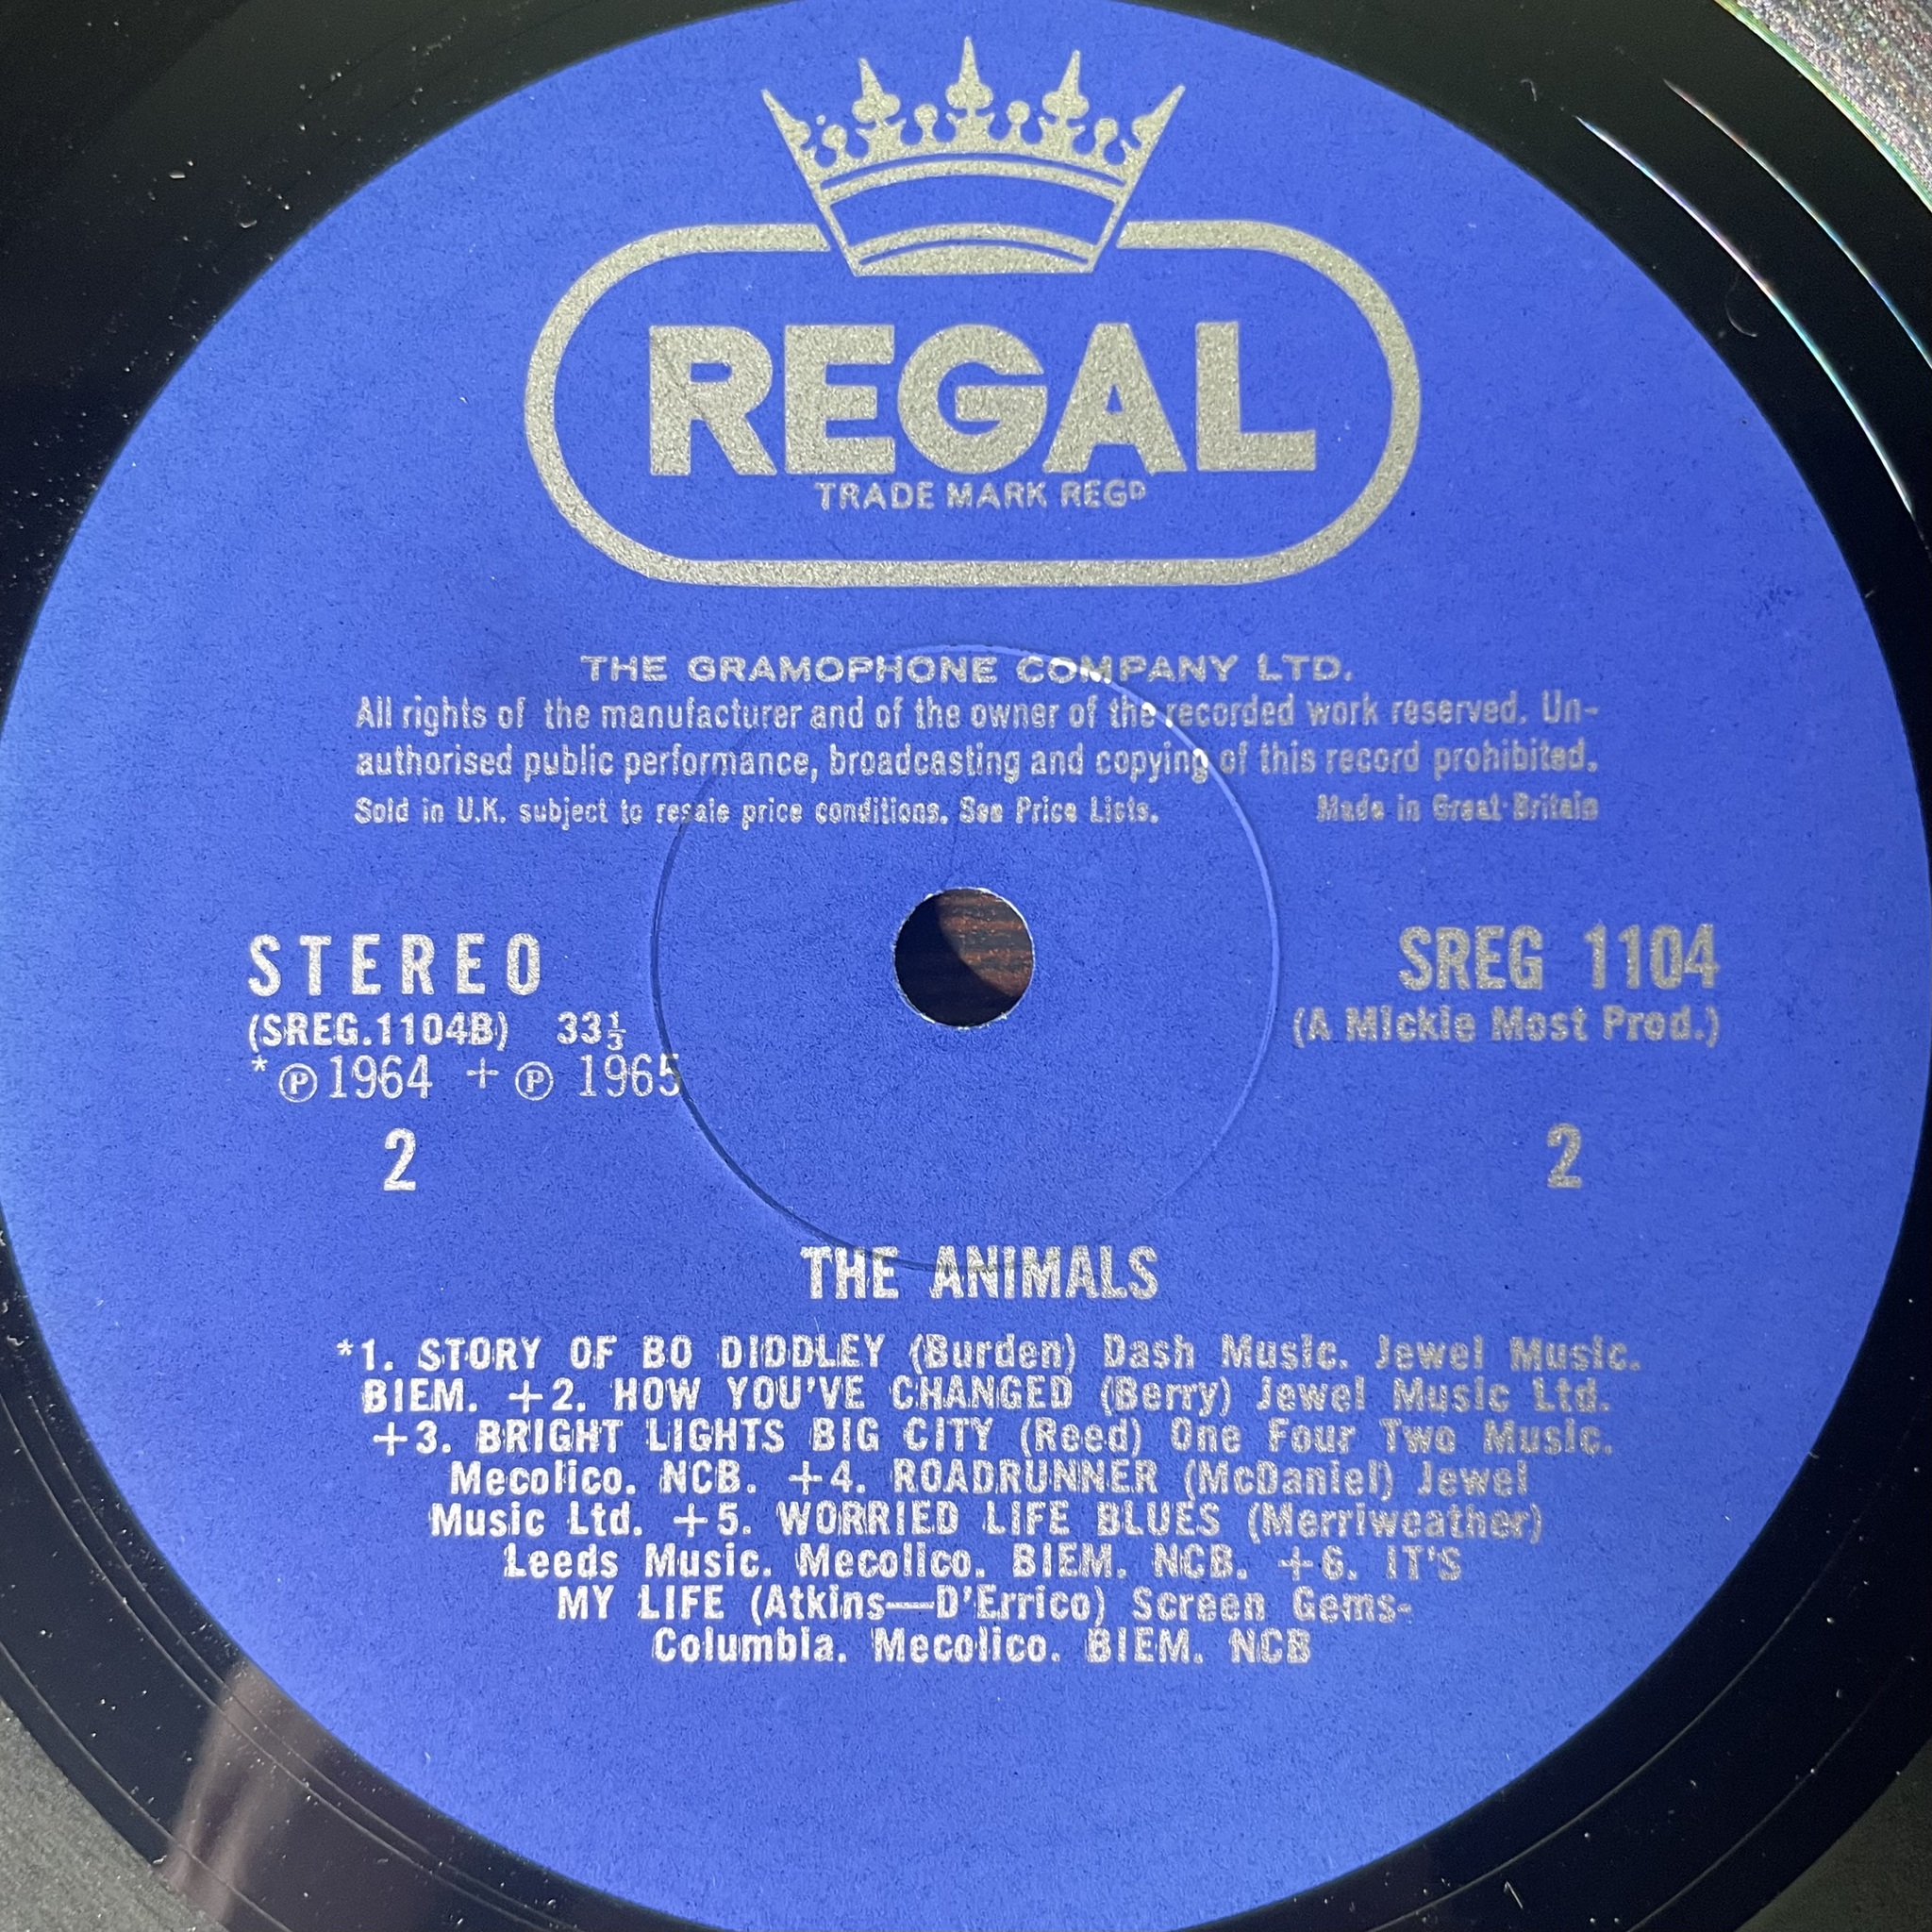 REGAL
TRADE MARK REGD
THE GRAMOPHONE COMPANY LTD.
All rights of the manufacturer and of the owner of the recorded work reserved. Un-
authorised public performance, broadcasting and copying of this record prohibited.
Sold in U.K. subject to resale price conditions. See Price Lists. Made in Great Britain
STEREO SREG 1104
(SREG.1104B) 33⅓ (A Mickie Most Prod.)
*℗1964 +℗ 1965
2 2
THE ANIMALS
*1. STORY OF BO DIDDLEY (Burden) Dash Music. Jewel Music.
BIEM. +2. HOW YOU'VE CHANGED (Berry) Jewel Music Ltd.
+3. BRIGHT LIGHTS BIG CITY (Reed) One Four Two Music.
Mecolico. NCB. +4. ROADRUNNER (McDaniel) Jewel
Music Ltd. +5. WORRIED LIFE BLUES (Merriweather)
Leeds Music. Mecolico. BIEM. NCB. +6. IT'S
MY LIFE (Atkins—D'Errico) Screen Gems-
Columbia. Mecolico. BIEM. NCB